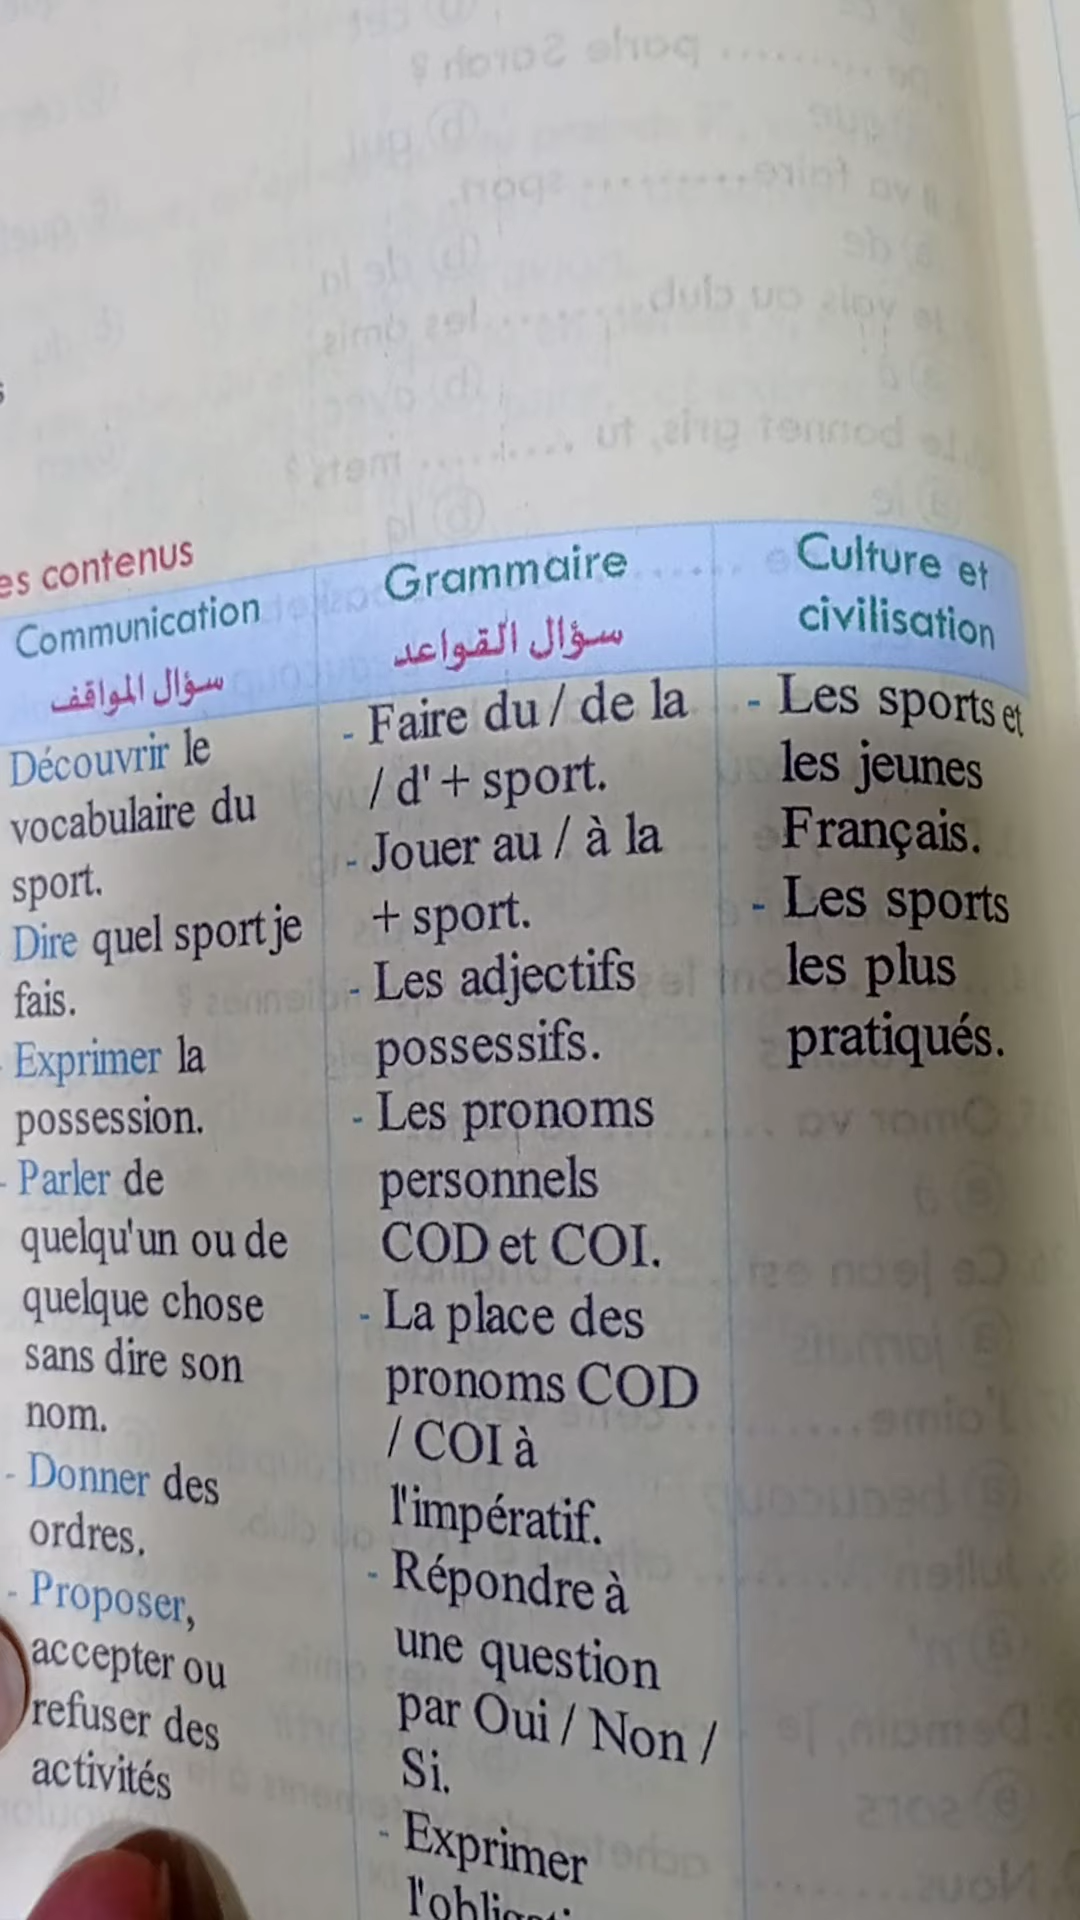 es contenus
Communication
سؤال المواقف
Découvrir le
vocabulaire du
sport.
Dire quel sport je
fais.
- Exprimer la
possession.
- Parler de
quelqu'un ou de
quelque chose
sans dire son
nom.
- Donner des
ordres.
- Proposer,
accepter ou
refuser des
activités
Grammaire
سؤال القواعد
- Faire du / de la
/ d' + sport.
- Jouer au / à la
+ sport.
- Les adjectifs
possessifs.
- Les pronoms
personnels
COD et COI.
- La place des
pronoms COD
/ COI à
l'impératif.
- Répondre à
une question
par Oui / Non /
Si.
- Exprimer
Culture et
civilisation
- Les sports et
les jeunes
Français.
- Les sports
les plus
pratiqués.